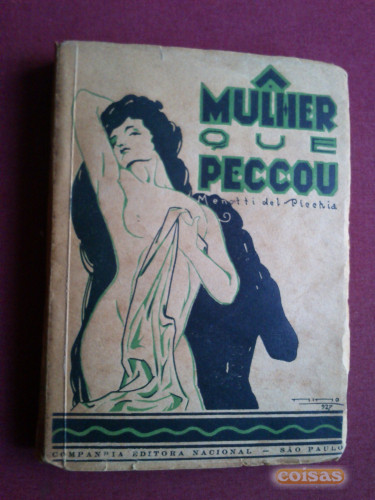 A
MULHER
QUE
PECCOU
Menotti del Picchia
COMPANHIA EDITORA NACIONAL - SÃO PAULO
coisas